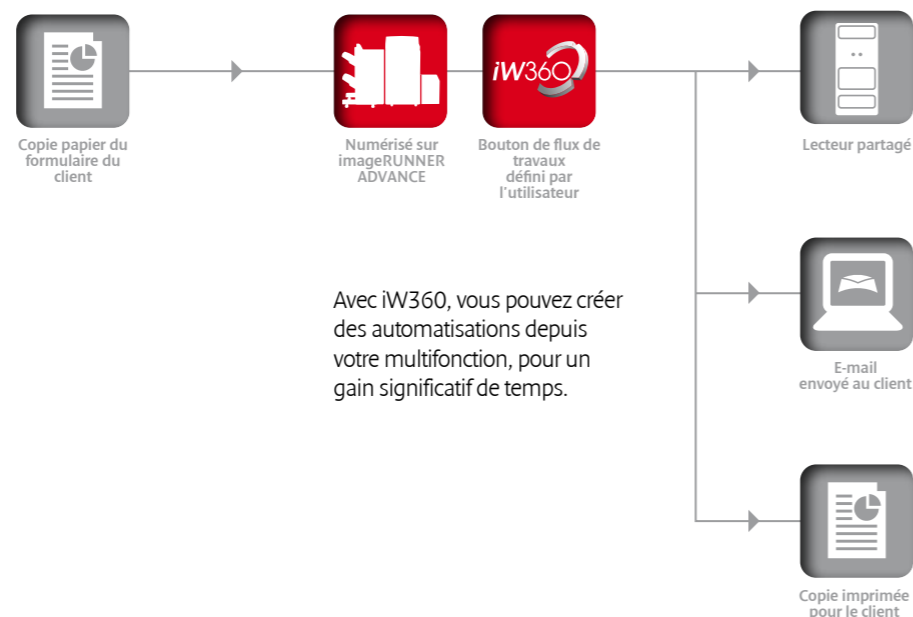 iW360
Copie papier du
formulaire du
client
Numérisé sur
imageRUNNER
ADVANCE
Bouton de flux de
travaux
défini par
l'utilisateur
Lecteur partagé
Avec iW360, vous pouvez créer
des automatisations depuis
votre multifonction, pour un
gain significatif de temps.
E-mail
envoyé au client
Copie imprimée
pour le client